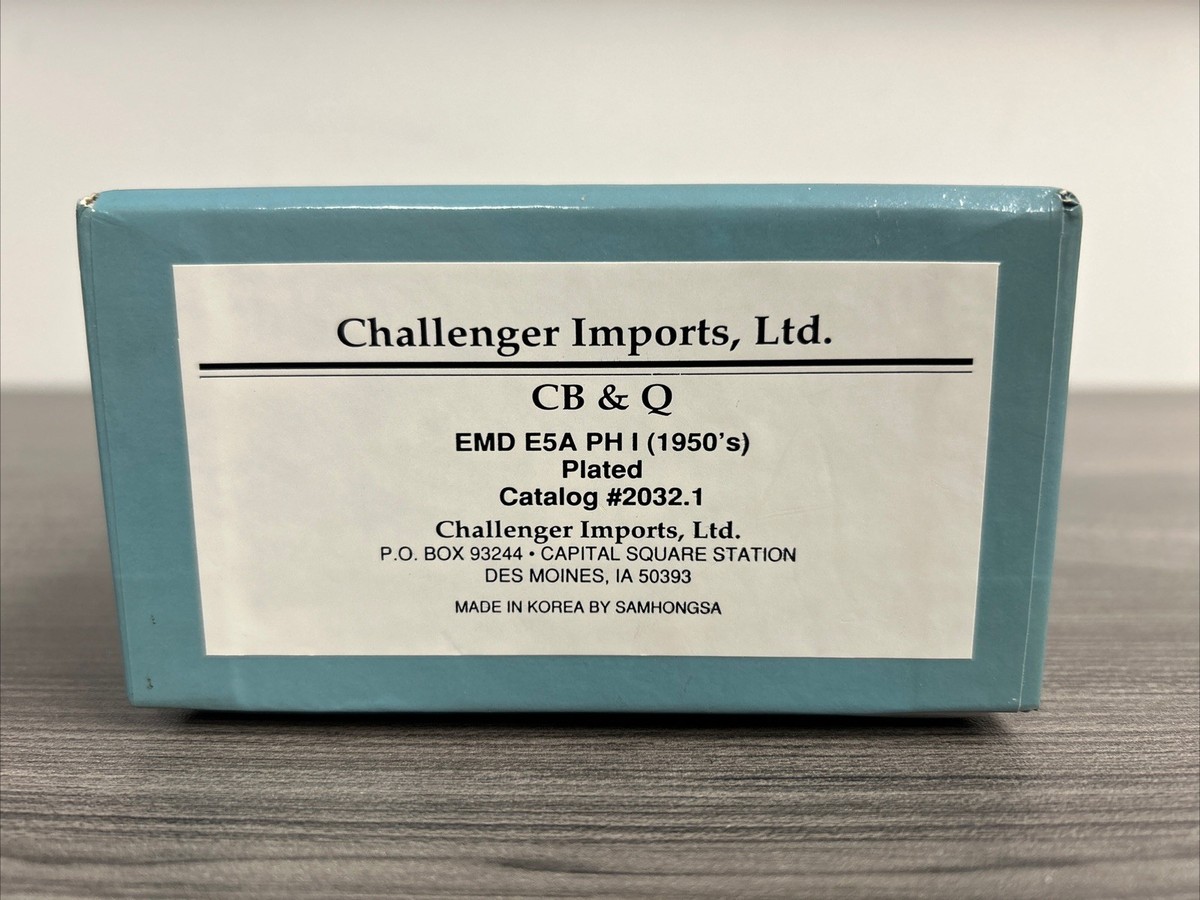 Challenger Imports, Ltd.
CB & Q
EMD E5A PH I (1950's)
Plated
Catalog #2032.1
Challenger Imports, Ltd.
P.O. BOX 93244 • CAPITAL SQUARE STATION
DES MOINES, IA 50393
MADE IN KOREA BY SAMHONGSA